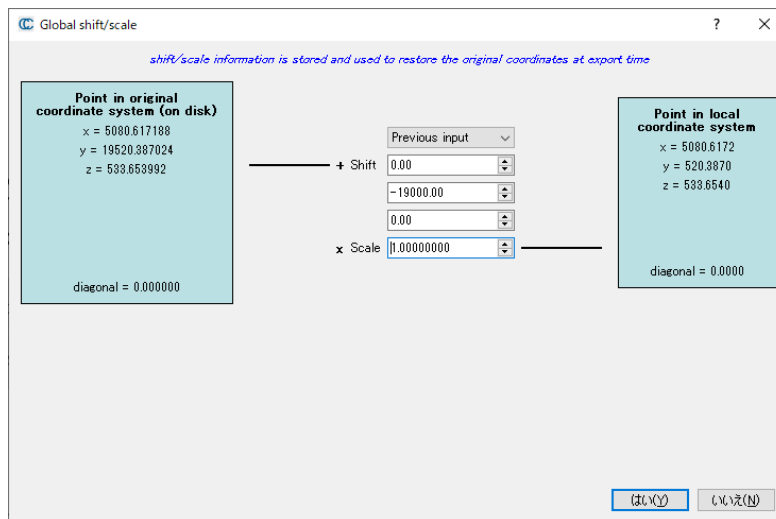 Global shift/scale
shift/scale information is stored and used to restore the original coordinates at export time
Point in original
coordinate system (on disk)
x = 5080.617188
y = 19520.387024
z = 533.653992
diagonal = 0.000000
Previous input
+ Shift 0.00
-19000.00
0.00
x Scale 1.00000000
Point in local
coordinate system
x = 5080.6172
y = 520.3870
z = 533.6540
diagonal = 0.0000
はい(Y)
いいえ(N)